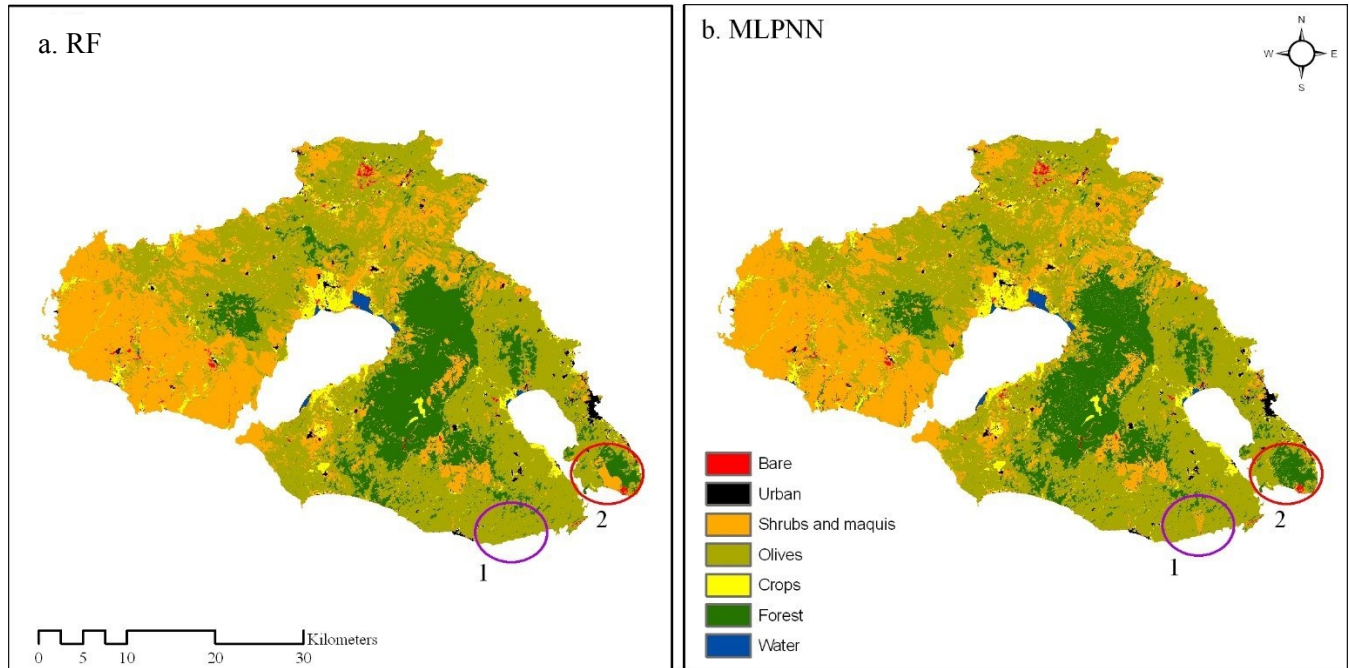 a. RF
b. MLPNN
N
W E
S
Bare
Urban
Shrubs and maquis
Olives
Crops
Forest
Water
2
1
2
1
Kilometers
0 5 10 20 30